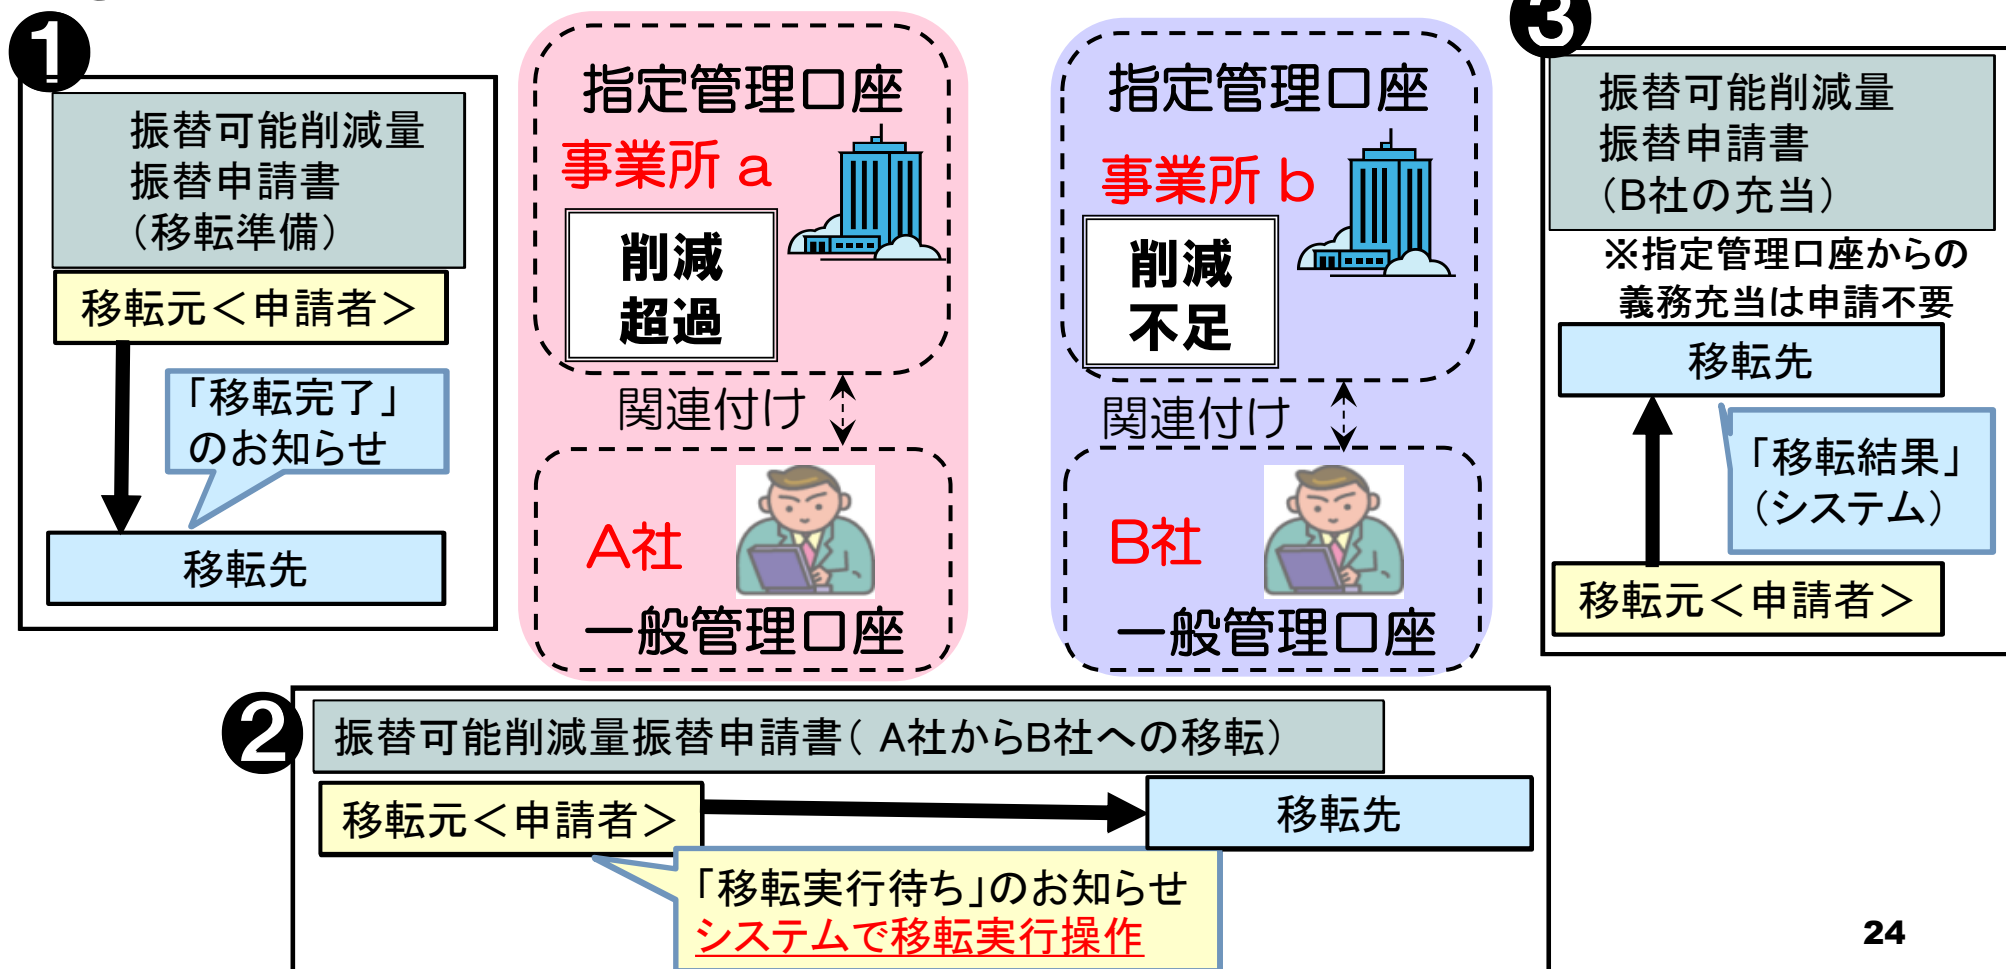 ❶
振替可能削減量
振替申請書
（移転準備）
移転元＜申請者＞
「移転完了」
のお知らせ
移転先
指定管理口座
事業所 a
削減
超過
関連付け
A社
一般管理口座
指定管理口座
事業所 b
削減
不足
関連付け
B社
一般管理口座
❸
振替可能削減量
振替申請書
（B社の充当）
※指定管理口座からの
義務充当は申請不要
移転先
「移転結果」
（システム）
移転元＜申請者＞
❷
振替可能削減量振替申請書（ A社からB社への移転）
移転元＜申請者＞
移転先
「移転実行待ち」のお知らせ
システムで移転実行操作
24